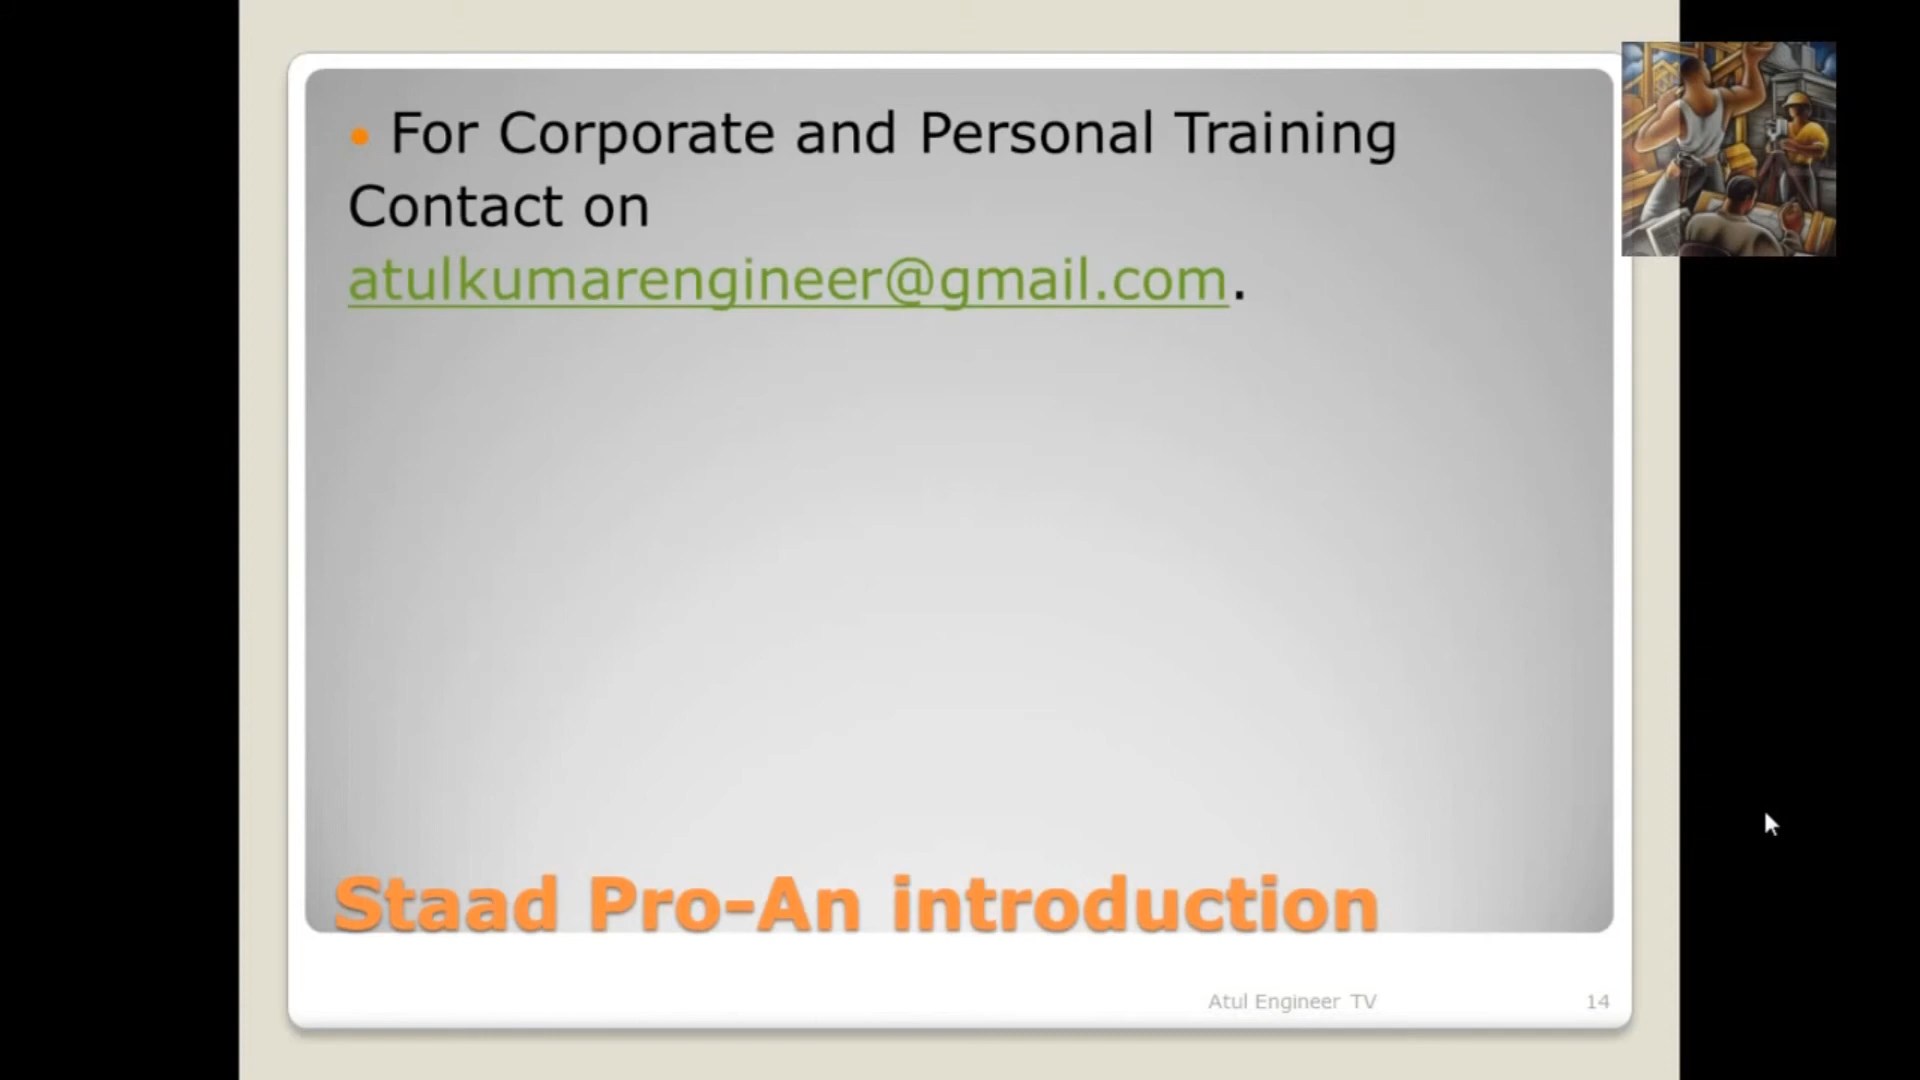 • For Corporate and Personal Training
Contact on
atulkumarengineer@gmail.com.
Staad Pro-An introduction
Atul Engineer TV 14